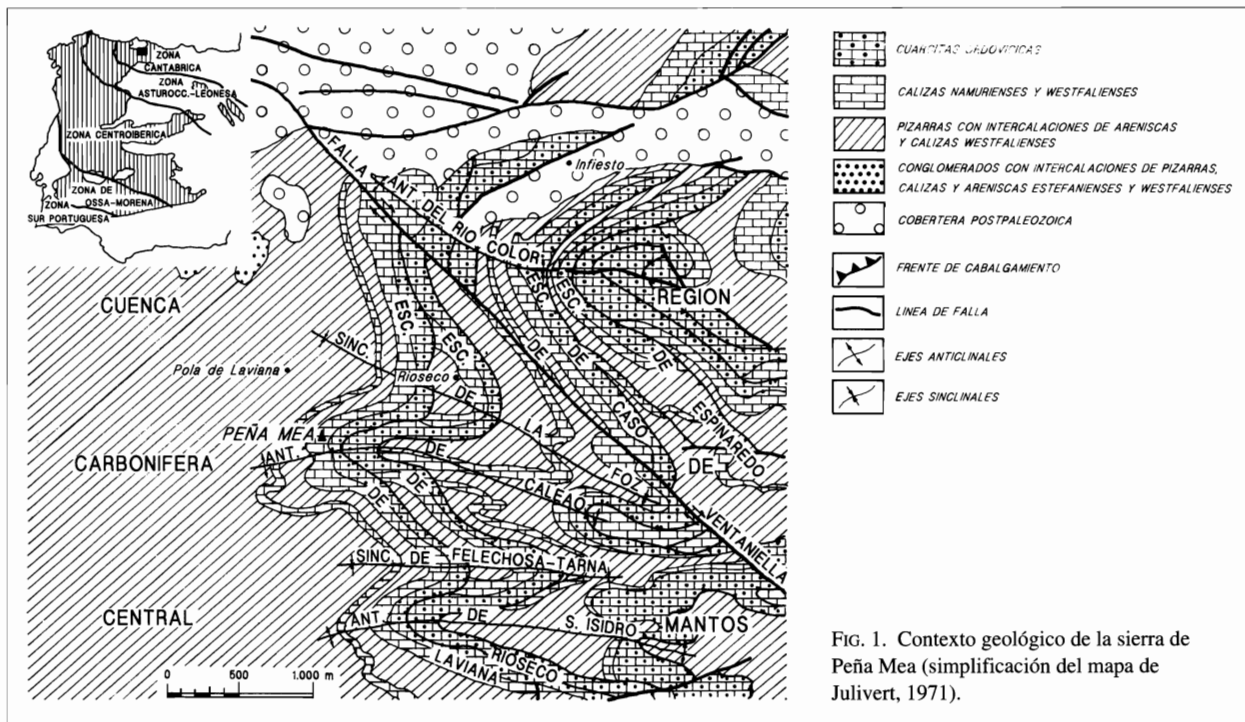 ZONA
CANTABRICA
ZONA
ASTUROCC.-LEONESA
ZONA CENTROIBERICA
ZONA DE
OSSA-MORENA
ZONA
SUR PORTUGUESA
Infiesto
FALLA
ANT. DEL RIO COLOR
CUENCA
REGION
ESC.
ESC.
ESC.
ESC.
SINC.
DE
DE
DE
DE
Pola de Laviana
Rioseco
LA
CASO
ESPINAREDO
PEÑA MEA
ANT.
DE
FOZ
DE
CARBONIFERA
CALEAO
DE
DE
VENTANIELLA
SINC. DE FELECHOSA-TARNA
CENTRAL
ANT.
DE
S. ISIDRO
MANTOS
RIOSECO
LAVIANA
0 500 1.000 m
CUARCITAS ORDOVICICAS
CALIZAS NAMURIENSES Y WESTFALIENSES
PIZARRAS CON INTERCALACIONES DE ARENISCAS
Y CALIZAS WESTFALIENSES
CONGLOMERADOS CON INTERCALACIONES DE PIZARRAS,
CALIZAS Y ARENISCAS ESTEFANIENSES Y WESTFALIENSES
COBERTERA POSTPALEOZOICA
FRENTE DE CABALGAMIENTO
LINEA DE FALLA
EJES ANTICLINALES
EJES SINCLINALES
FIG. 1. Contexto geológico de la sierra de
Peña Mea (simplificación del mapa de
Julivert, 1971).